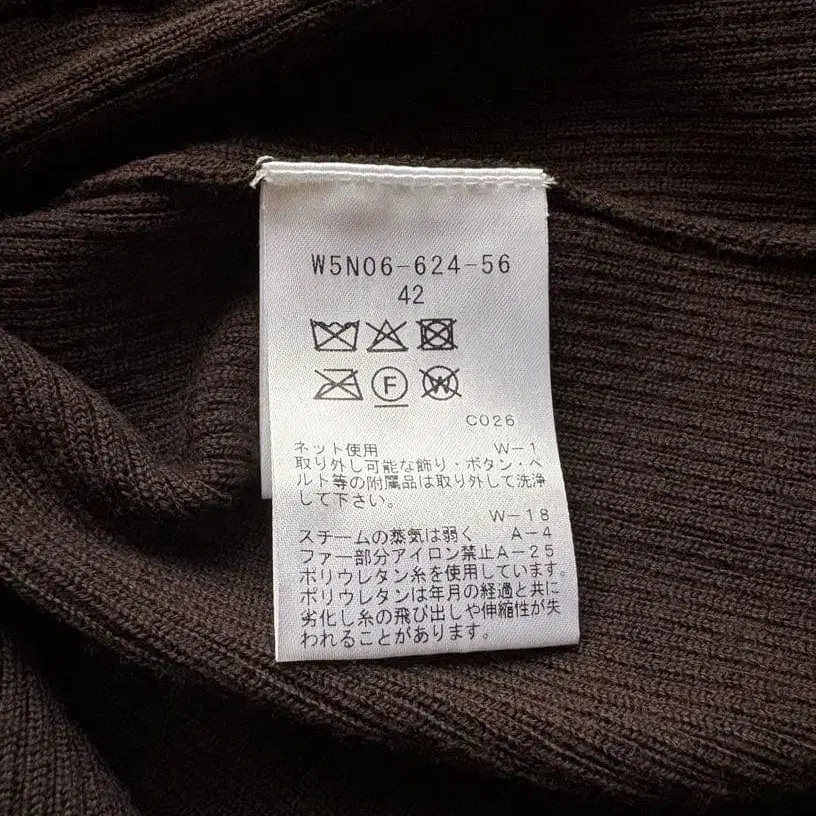 W5N06-624-56
42
F
W
C026
ネット使用 W-1
取り外し可能な飾り・ボタン・ベ
ルト等の附属品は取り外して洗浄
して下さい。
W-18
スチームの蒸気は弱く A-4
ファー部分アイロン禁止A-25
ポリウレタン糸を使用しています。
ポリウレタンは年月の経過と共に
劣化し糸の飛び出しや伸縮性が失
われることがあります。